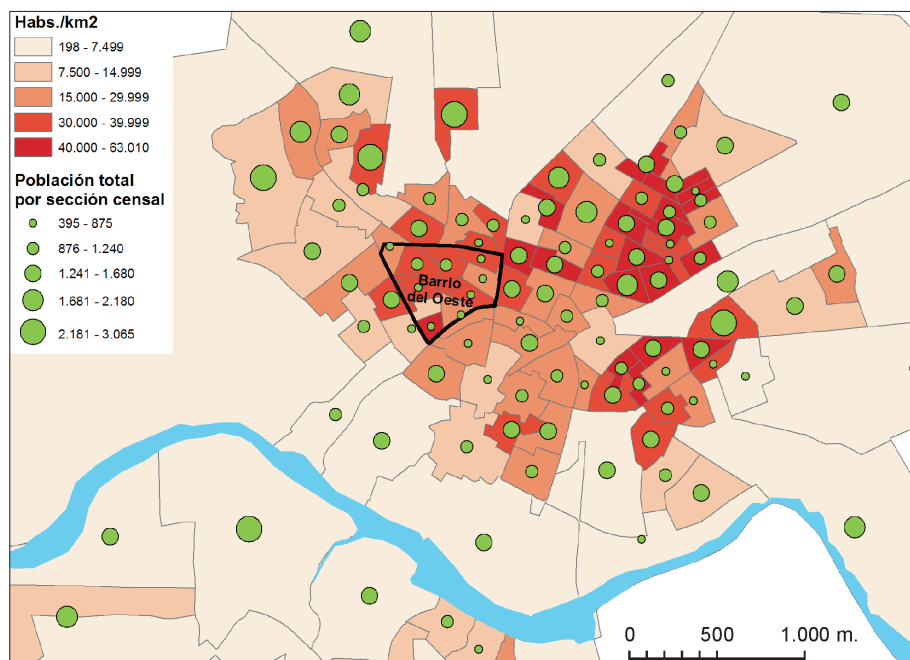 Habs./km2
198 - 7.499
7.500 - 14.999
15.000 - 29.999
30.000 - 39.999
40.000 - 63.010
Población total
por sección censal
395 - 875
876 - 1.240
1.241 - 1.680
1.681 - 2.180
2.181 - 3.065
Barrio
del Oeste
0 500 1.000 m.